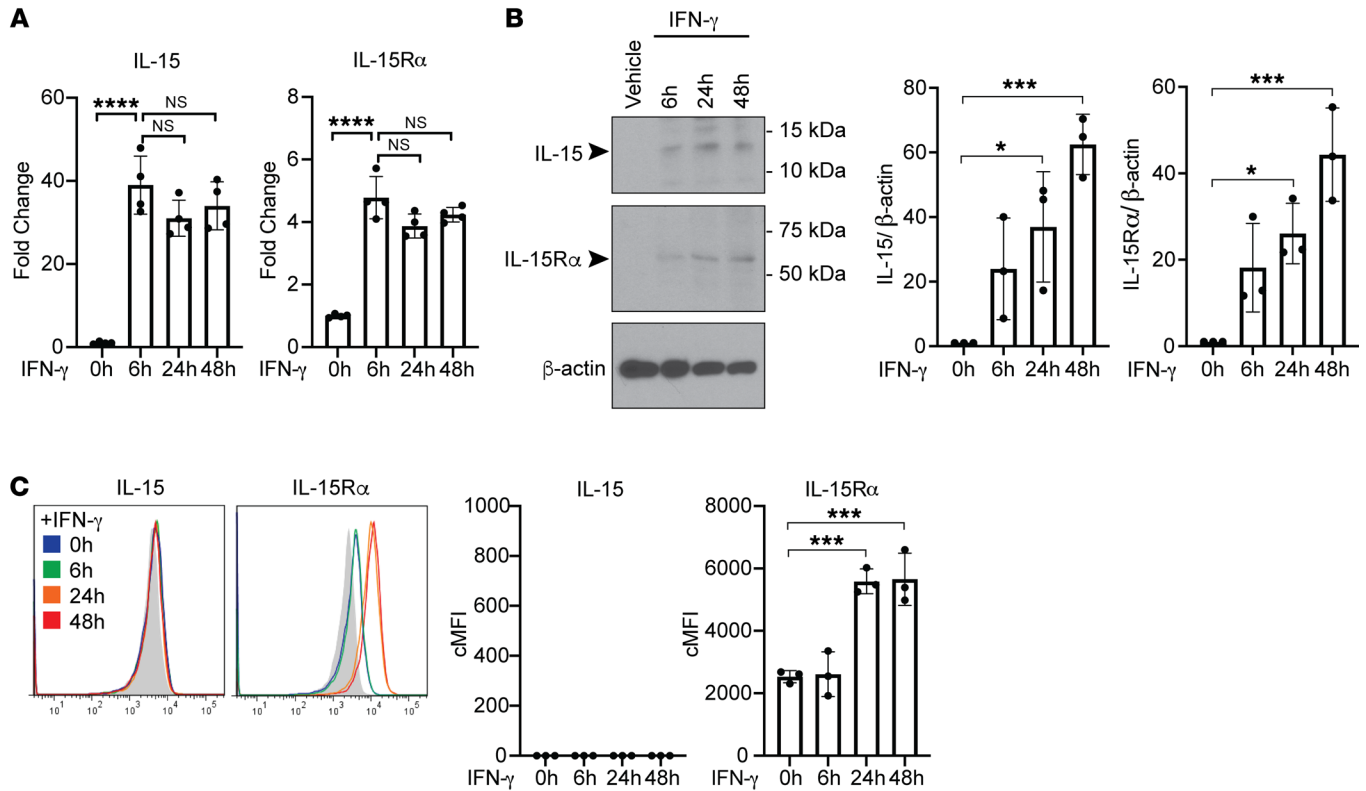 A
IL-15
Fold Change
60
40
20
0
****
NS
NS
IFN-γ 0h 6h 24h 48h
IL-15Rα
Fold Change
8
6
4
2
0
****
NS
NS
IFN-γ 0h 6h 24h 48h
B
IFN-γ
Vehicle 6h 24h 48h
IL-15
- 15 kDa
- 10 kDa
IL-15Rα
- 75 kDa
- 50 kDa
β-actin
IL-15/ β-actin
80
60
40
20
0
***
*
IFN-γ 0h 6h 24h 48h
IL-15Rα/ β-actin
60
40
20
0
***
*
IFN-γ 0h 6h 24h 48h
C
IL-15
+IFN-γ
0h
6h
24h
48h
10¹ 10² 10³ 10⁴ 10⁵
IL-15Rα
10¹ 10² 10³ 10⁴ 10⁵
IL-15
cMFI
1000
800
600
400
200
0
IFN-γ 0h 6h 24h 48h
IL-15Rα
cMFI
8000
6000
4000
2000
0
***
***
IFN-γ 0h 6h 24h 48h